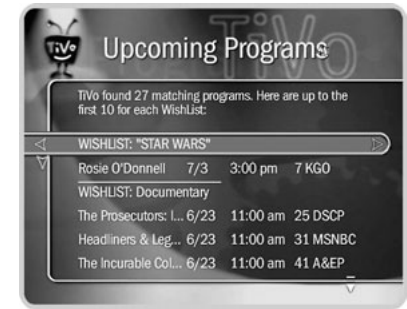 TiVo
Upcoming Programs
TiVo
TiVo found 27 matching programs. Here are up to the
first 10 for each WishList:
WISHLIST: "STAR WARS"
Rosie O'Donnell 7/3 3:00 pm 7 KGO
WISHLIST: Documentary
The Prosecutors: I... 6/23 11:00 am 25 DSCP
Headliners & Leg... 6/23 11:00 am 31 MSNBC
The Incurable Col... 6/23 11:00 am 41 A&EP